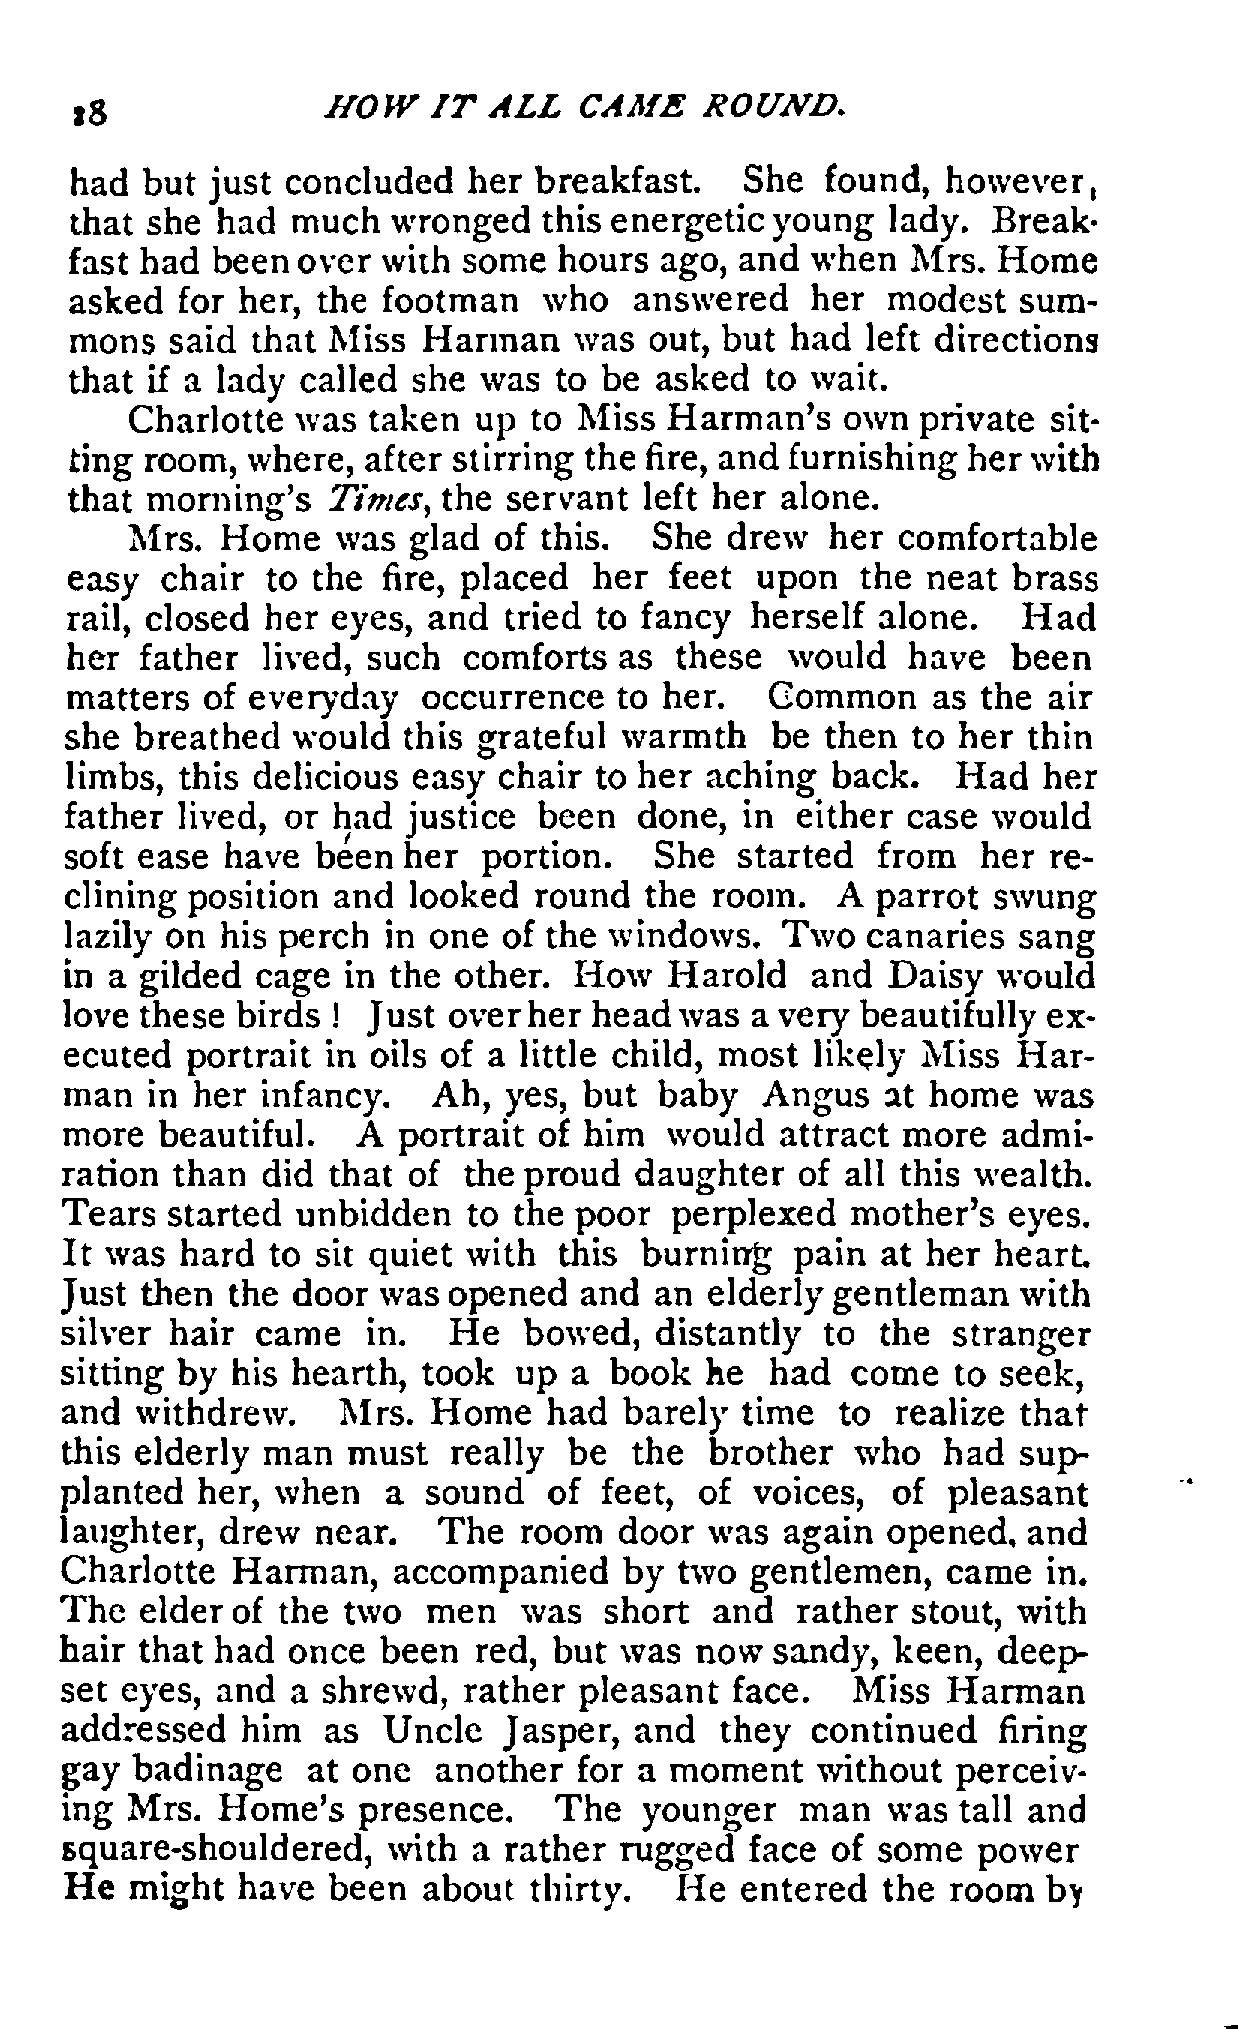 18 HOW IT ALL CAME ROUND.
had but just concluded her breakfast. She found, however,
that she had much wronged this energetic young lady. Break-
fast had been over with some hours ago, and when Mrs. Home
asked for her, the footman who answered her modest sum-
mons said that Miss Harman was out, but had left directions
that if a lady called she was to be asked to wait.
Charlotte was taken up to Miss Harman's own private sit-
ting room, where, after stirring the fire, and furnishing her with
that morning's Times, the servant left her alone.
Mrs. Home was glad of this. She drew her comfortable
easy chair to the fire, placed her feet upon the neat brass
rail, closed her eyes, and tried to fancy herself alone. Had
her father lived, such comforts as these would have been
matters of everyday occurrence to her. Common as the air
she breathed would this grateful warmth be then to her thin
limbs, this delicious easy chair to her aching back. Had her
father lived, or had justice been done, in either case would
soft ease have been her portion. She started from her re-
clining position and looked round the room. A parrot swung
lazily on his perch in one of the windows. Two canaries sang
in a gilded cage in the other. How Harold and Daisy would
love these birds! Just over her head was a very beautifully ex-
ecuted portrait in oils of a little child, most likely Miss Har-
man in her infancy. Ah, yes, but baby Angus at home was
more beautiful. A portrait of him would attract more admi-
ration than did that of the proud daughter of all this wealth.
Tears started unbidden to the poor perplexed mother's eyes.
It was hard to sit quiet with this burning pain at her heart.
Just then the door was opened and an elderly gentleman with
silver hair came in. He bowed, distantly to the stranger
sitting by his hearth, took up a book he had come to seek,
and withdrew. Mrs. Home had barely time to realize that
this elderly man must really be the brother who had sup-
planted her, when a sound of feet, of voices, of pleasant
laughter, drew near. The room door was again opened, and
Charlotte Harman, accompanied by two gentlemen, came in.
The elder of the two men was short and rather stout, with
hair that had once been red, but was now sandy, keen, deep-
set eyes, and a shrewd, rather pleasant face. Miss Harman
addressed him as Uncle Jasper, and they continued firing
gay badinage at one another for a moment without perceiv-
ing Mrs. Home's presence. The younger man was tall and
square-shouldered, with a rather rugged face of some power
He might have been about thirty. He entered the room by